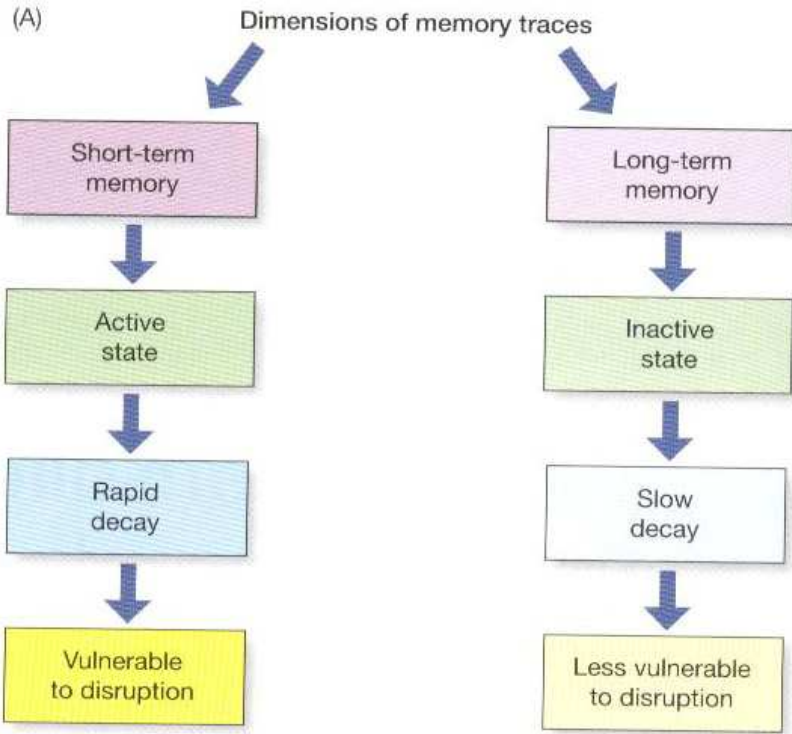 (A)
Dimensions of memory traces
Short-term
memory
Long-term
memory
Active
state
Inactive
state
Rapid
decay
Slow
decay
Vulnerable
to disruption
Less vulnerable
to disruption